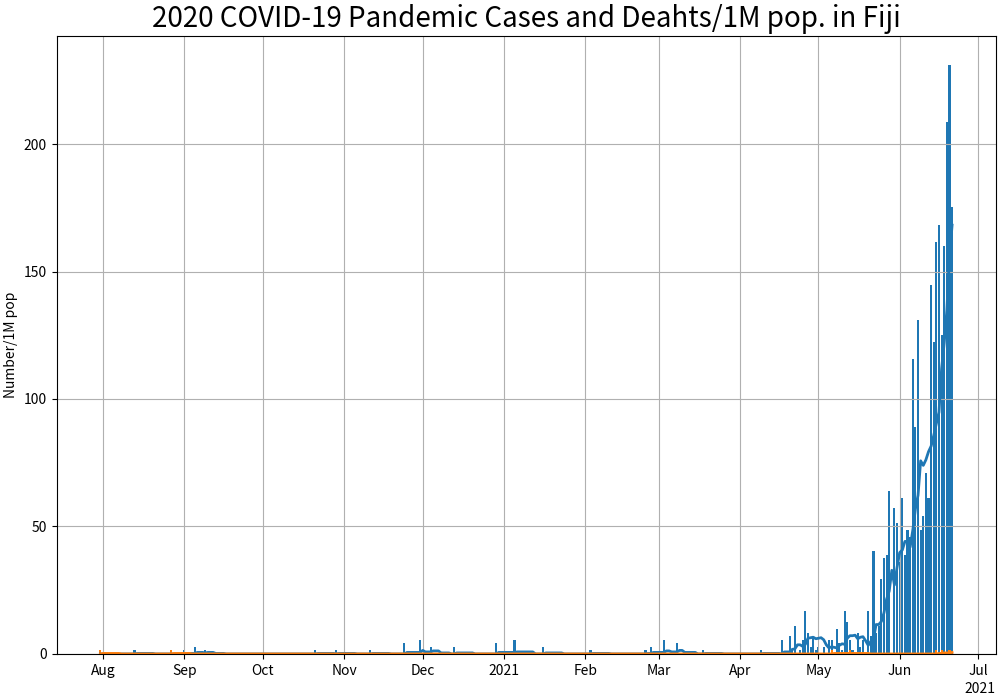 2020 COVID-19 Pandemic Cases and Deahts/1M pop. in Fiji
Number/1M pop
200
150
100
50
0
Aug Sep Oct Nov Dec 2021 Feb Mar Apr May Jun Jul
2021